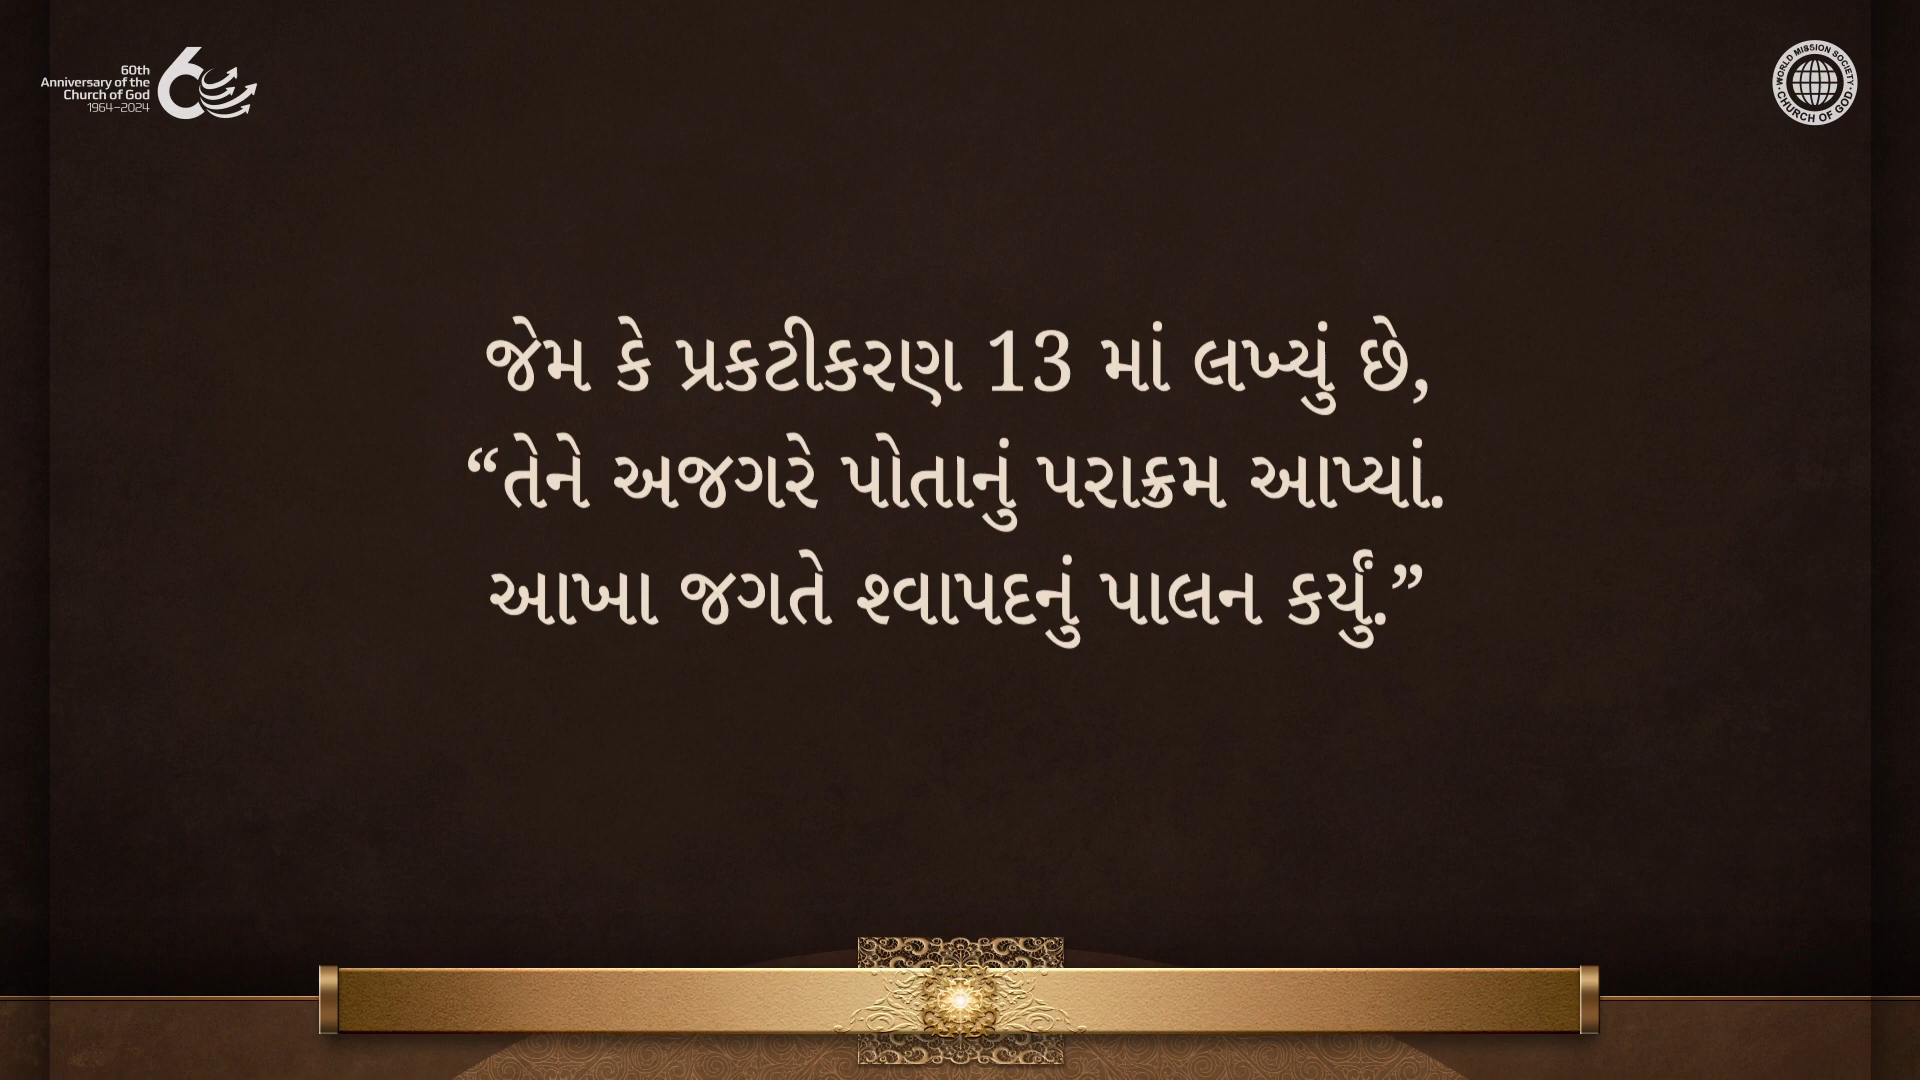 60th
Anniversary of the
Church of God
1964–2024
60
WORLD MISSION SOCIETY
CHURCH OF GOD
જેમ કે પ્રકટીકરણ 13 માં લખ્યું છે,
“તેને અજગરે પોતાનું પરાક્રમ આપ્યાં.
આખા જગતે શ્વાપદનું પાલન કર્યું.”